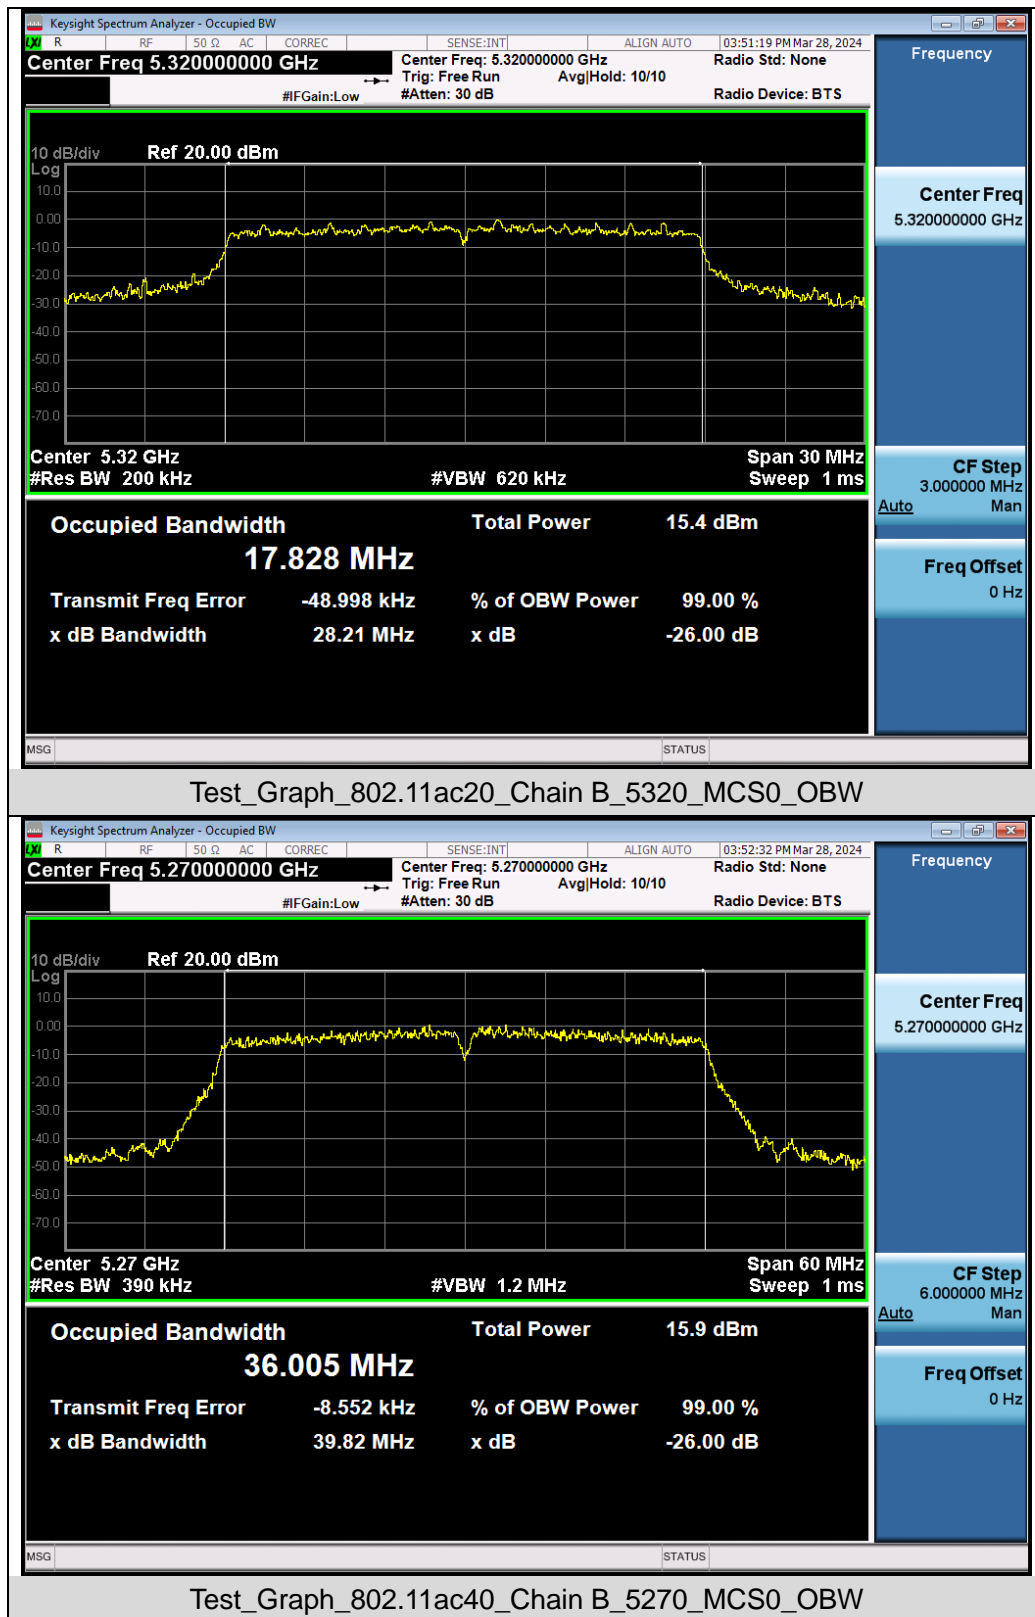 Keysight Spectrum Analyzer - Occupied BW
LXI R RF 50 Ω AC CORREC SENSE:INT ALIGN AUTO 03:51:19 PM Mar 28, 2024
Center Freq 5.320000000 GHz
Center Freq: 5.320000000 GHz Radio Std: None
Trig: Free Run Avg|Hold: 10/10
#IFGain:Low #Atten: 30 dB Radio Device: BTS
Frequency
10 dB/div Ref 20.00 dBm
Log
10.0
0.00
-10.0
-20.0
-30.0
-40.0
-50.0
-60.0
-70.0
Center 5.32 GHz Span 30 MHz
#Res BW 200 kHz #VBW 620 kHz Sweep 1 ms
Center Freq
5.320000000 GHz
CF Step
3.000000 MHz
Auto Man
Freq Offset
0 Hz
Occupied Bandwidth Total Power 15.4 dBm
17.828 MHz
Transmit Freq Error -48.998 kHz % of OBW Power 99.00 %
x dB Bandwidth 28.21 MHz x dB -26.00 dB
MSG STATUS
Test_Graph_802.11ac20_Chain B_5320_MCS0_OBW
Keysight Spectrum Analyzer - Occupied BW
LXI R RF 50 Ω AC CORREC SENSE:INT ALIGN AUTO 03:52:32 PM Mar 28, 2024
Center Freq 5.270000000 GHz
Center Freq: 5.270000000 GHz Radio Std: None
Trig: Free Run Avg|Hold: 10/10
#IFGain:Low #Atten: 30 dB Radio Device: BTS
Frequency
10 dB/div Ref 20.00 dBm
Log
10.0
0.00
-10.0
-20.0
-30.0
-40.0
-50.0
-60.0
-70.0
Center 5.27 GHz Span 60 MHz
#Res BW 390 kHz #VBW 1.2 MHz Sweep 1 ms
Center Freq
5.270000000 GHz
CF Step
6.000000 MHz
Auto Man
Freq Offset
0 Hz
Occupied Bandwidth Total Power 15.9 dBm
36.005 MHz
Transmit Freq Error -8.552 kHz % of OBW Power 99.00 %
x dB Bandwidth 39.82 MHz x dB -26.00 dB
MSG STATUS
Test_Graph_802.11ac40_Chain B_5270_MCS0_OBW